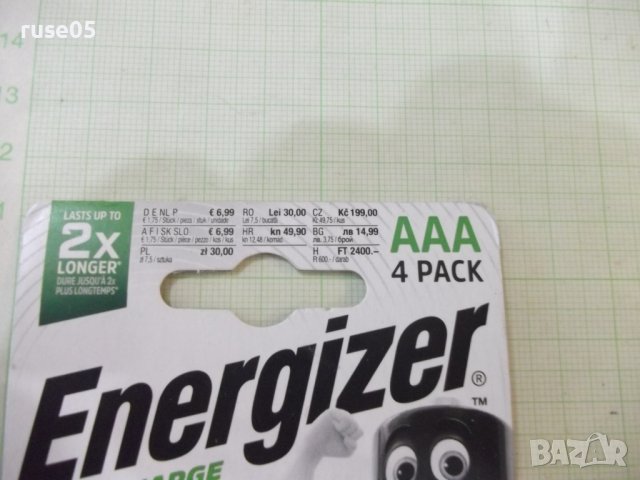 ruse05
14
13
2
1
LASTS UP TO
2x
LONGER*
DURE JUSQU'À 2x
PLUS LONGTEMPS*
D E NL P € 6,99
€ 1,75 / Stück / pieza / stuk / unidade
A F I SK SLO € 6,99
€ 1,75 / Stück / pièce / pezzo / kus / kos
PL zł 30,00
zł 7,5 / sztuka
RO Lei 30,00
Lei 7,5 / bucată
HR kn 49,90
kn 12,48 / komad
CZ Kč 199,00
Kč 49,75 / kus
BG лв 14,99
лв. 3,75 / брой
H FT 2400.–
R 600.- / darab
AAA
4 PACK
Energizer®
™
BAZAR